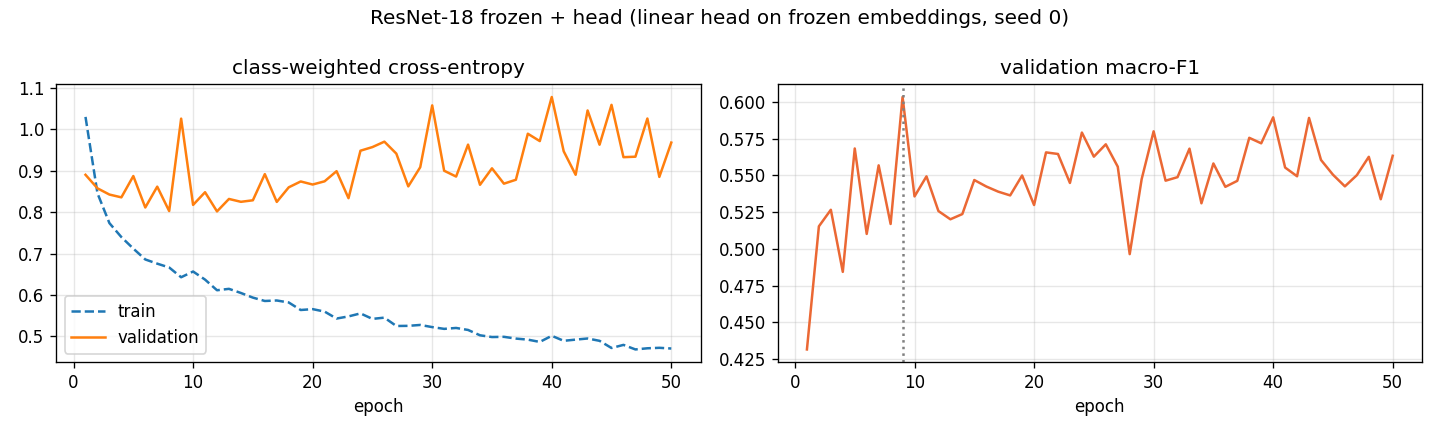 ResNet-18 frozen + head (linear head on frozen embeddings, seed 0)
class-weighted cross-entropy
1.1
1.0
0.9
0.8
0.7
0.6
0.5
train
validation
0 10 20 30 40 50
epoch
validation macro-F1
0.600
0.575
0.550
0.525
0.500
0.475
0.450
0.425
0 10 20 30 40 50
epoch